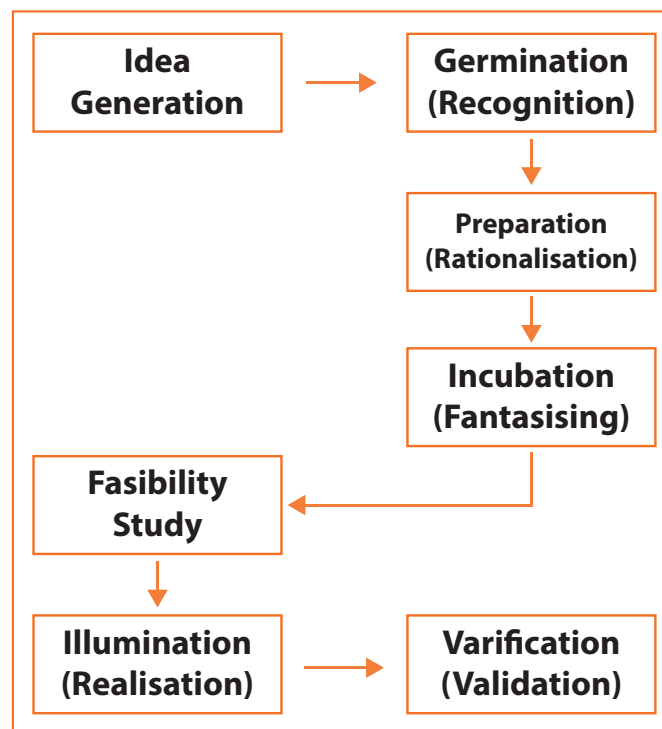 Idea
Generation
Germination
(Recognition)
Preparation
(Rationalisation)
Incubation
(Fantasising)
Fasibility
Study
Illumination
(Realisation)
Varification
(Validation)